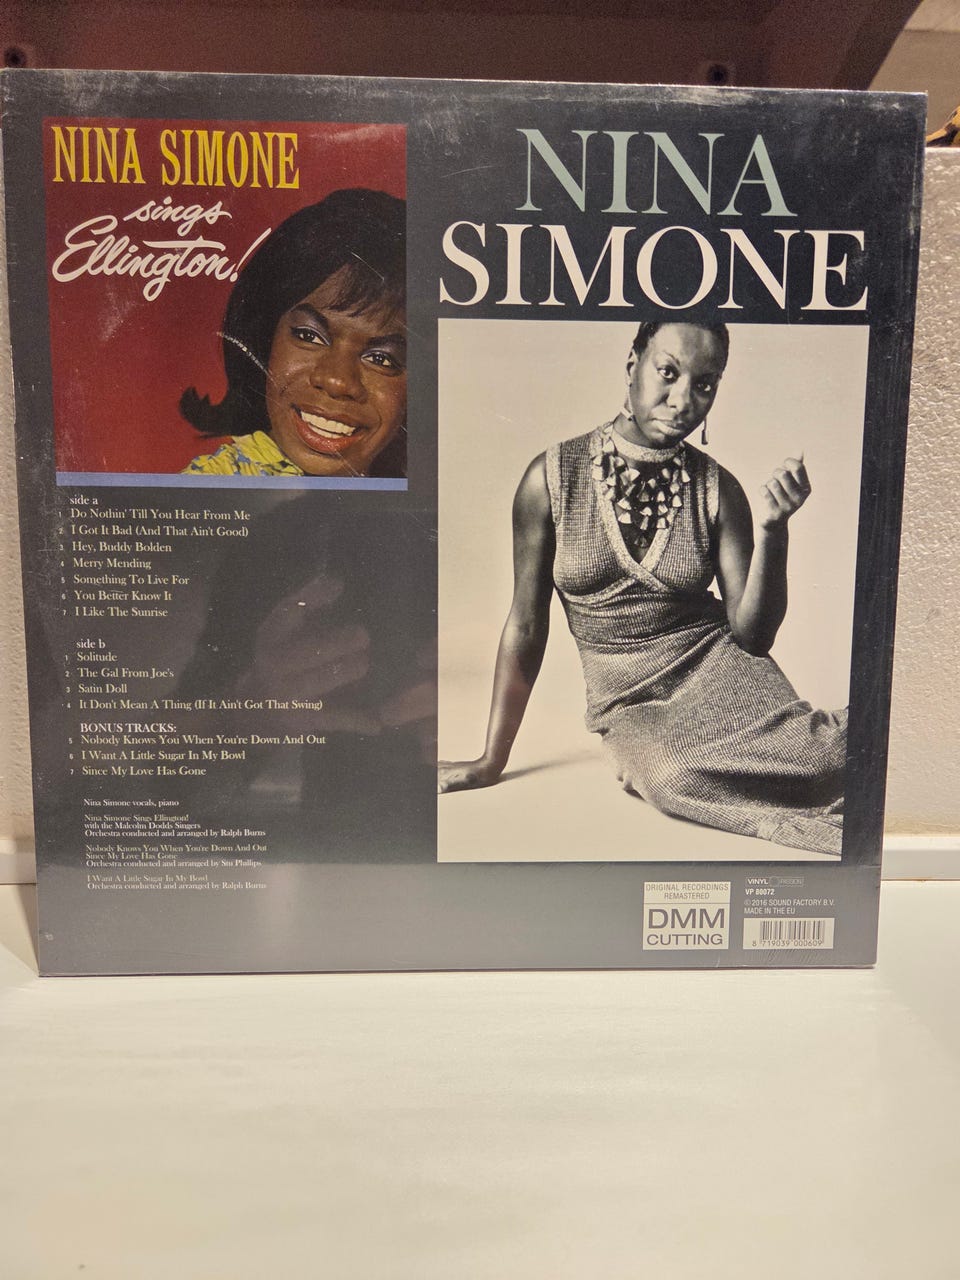 NINA SIMONE
sings
Ellington!
side a
1 Do Nothin' Till You Hear From Me
2 I Got It Bad (And That Ain't Good)
3 Hey, Buddy Bolden
4 Merry Mending
5 Something To Live For
6 You Better Know It
7 I Like The Sunrise
side b
1 Solitude
2 The Gal From Joe's
3 Satin Doll
4 It Don't Mean A Thing (If It Ain't Got That Swing)
BONUS TRACKS:
5 Nobody Knows You When You're Down And Out
6 I Want A Little Sugar In My Bowl
7 Since My Love Has Gone
Nina Simone vocals, piano
Nina Simone Sings Ellington!
with the Malcolm Dodds Singers
Orchestra conducted and arranged by Ralph Burns
Nobody Knows You When You're Down And Out
Since My Love Has Gone
Orchestra conducted and arranged by Stu Phillips
I Want A Little Sugar In My Bowl
Orchestra conducted and arranged by Ralph Burns
NINA
SIMONE
ORIGINAL RECORDINGS
REMASTERED
DMM
CUTTING
VINYL PASSION
VP 80072
© 2016 SOUND FACTORY B.V.
MADE IN THE EU
8 719039 000609